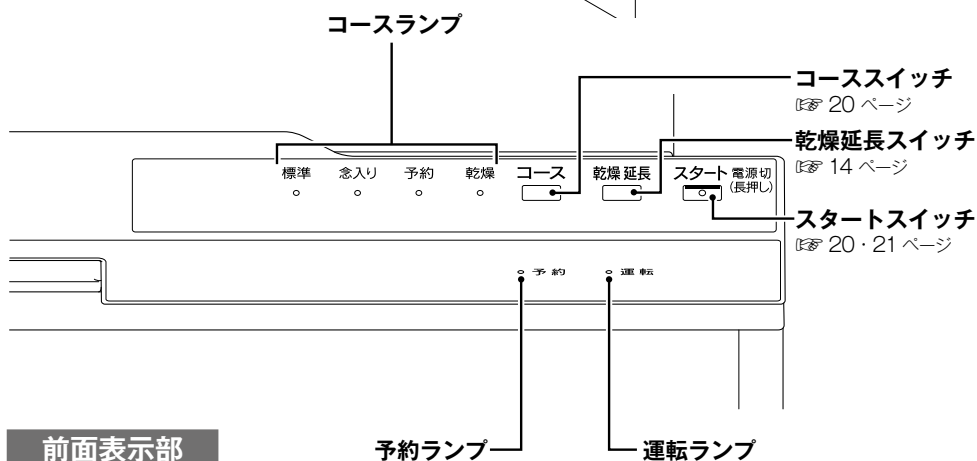 コースランプ
コーススイッチ
☞ 20 ページ
乾燥延長スイッチ
☞ 14 ページ
スタートスイッチ
☞ 20・21 ページ
標準 念入り 予約 乾燥 コース 乾燥 延長 スタート 電源切
(長押し)
予約 運転
前面表示部
予約ランプ 運転ランプ